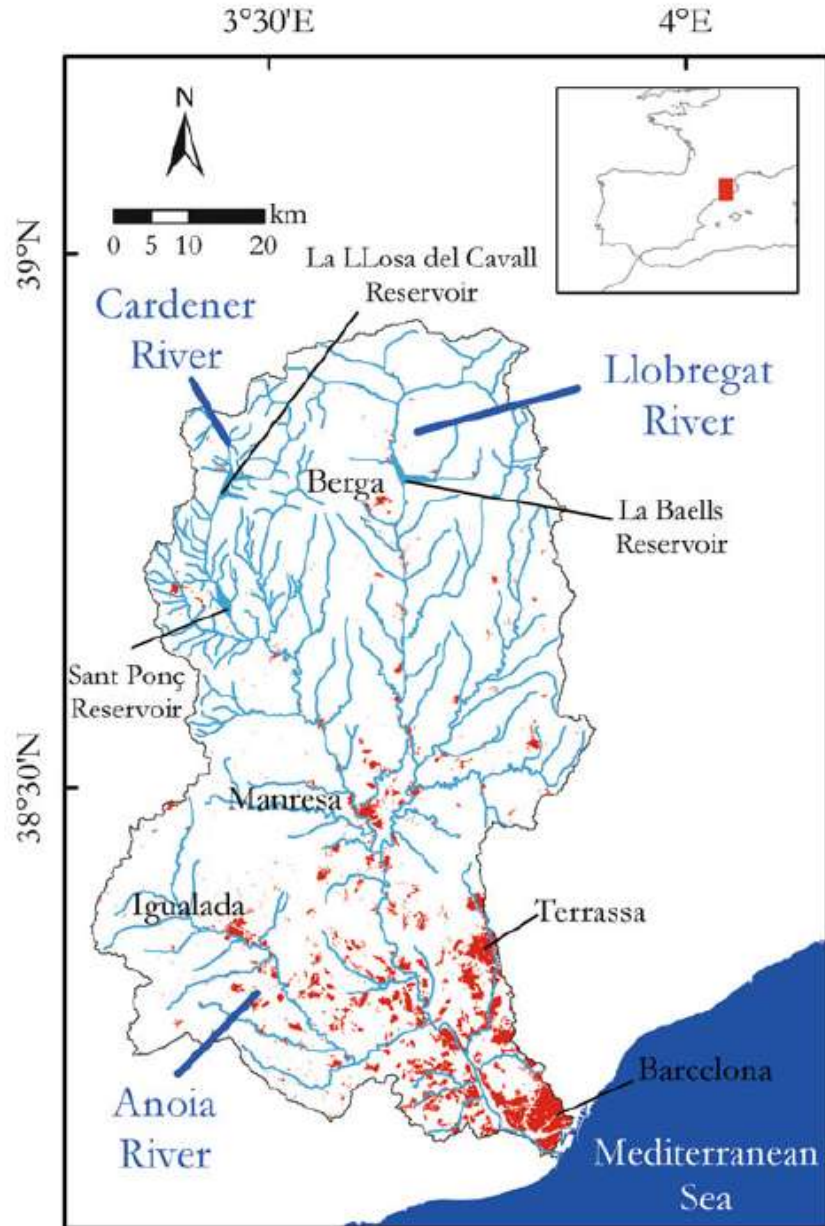 3°30'E
4°E
N
km
0 5 10 20
39°N
La LLosa del Cavall
Reservoir
Cardener
River
Llobregat
River
Berga
La Baells
Reservoir
Sant Ponç
Reservoir
38°30'N
Manresa
Igualada
Terrassa
Barcelona
Anoia
River
Mediterranean
Sea